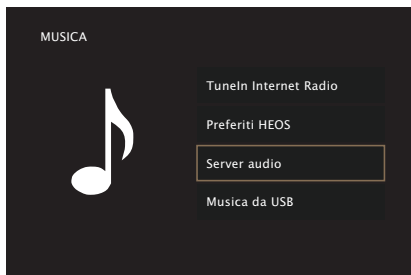 MUSICA
TuneIn Internet Radio
Preferiti HEOS
Server audio
Musica da USB